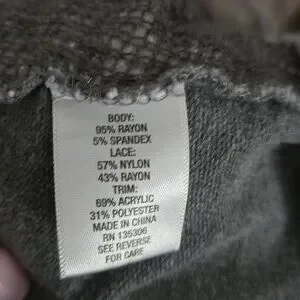 BODY:
95% RAYON
5% SPANDEX
LACE:
57% NYLON
43% RAYON
TRIM:
69% ACRYLIC
31% POLYESTER
MADE IN CHINA
RN 135306
SEE REVERSE
FOR CARE